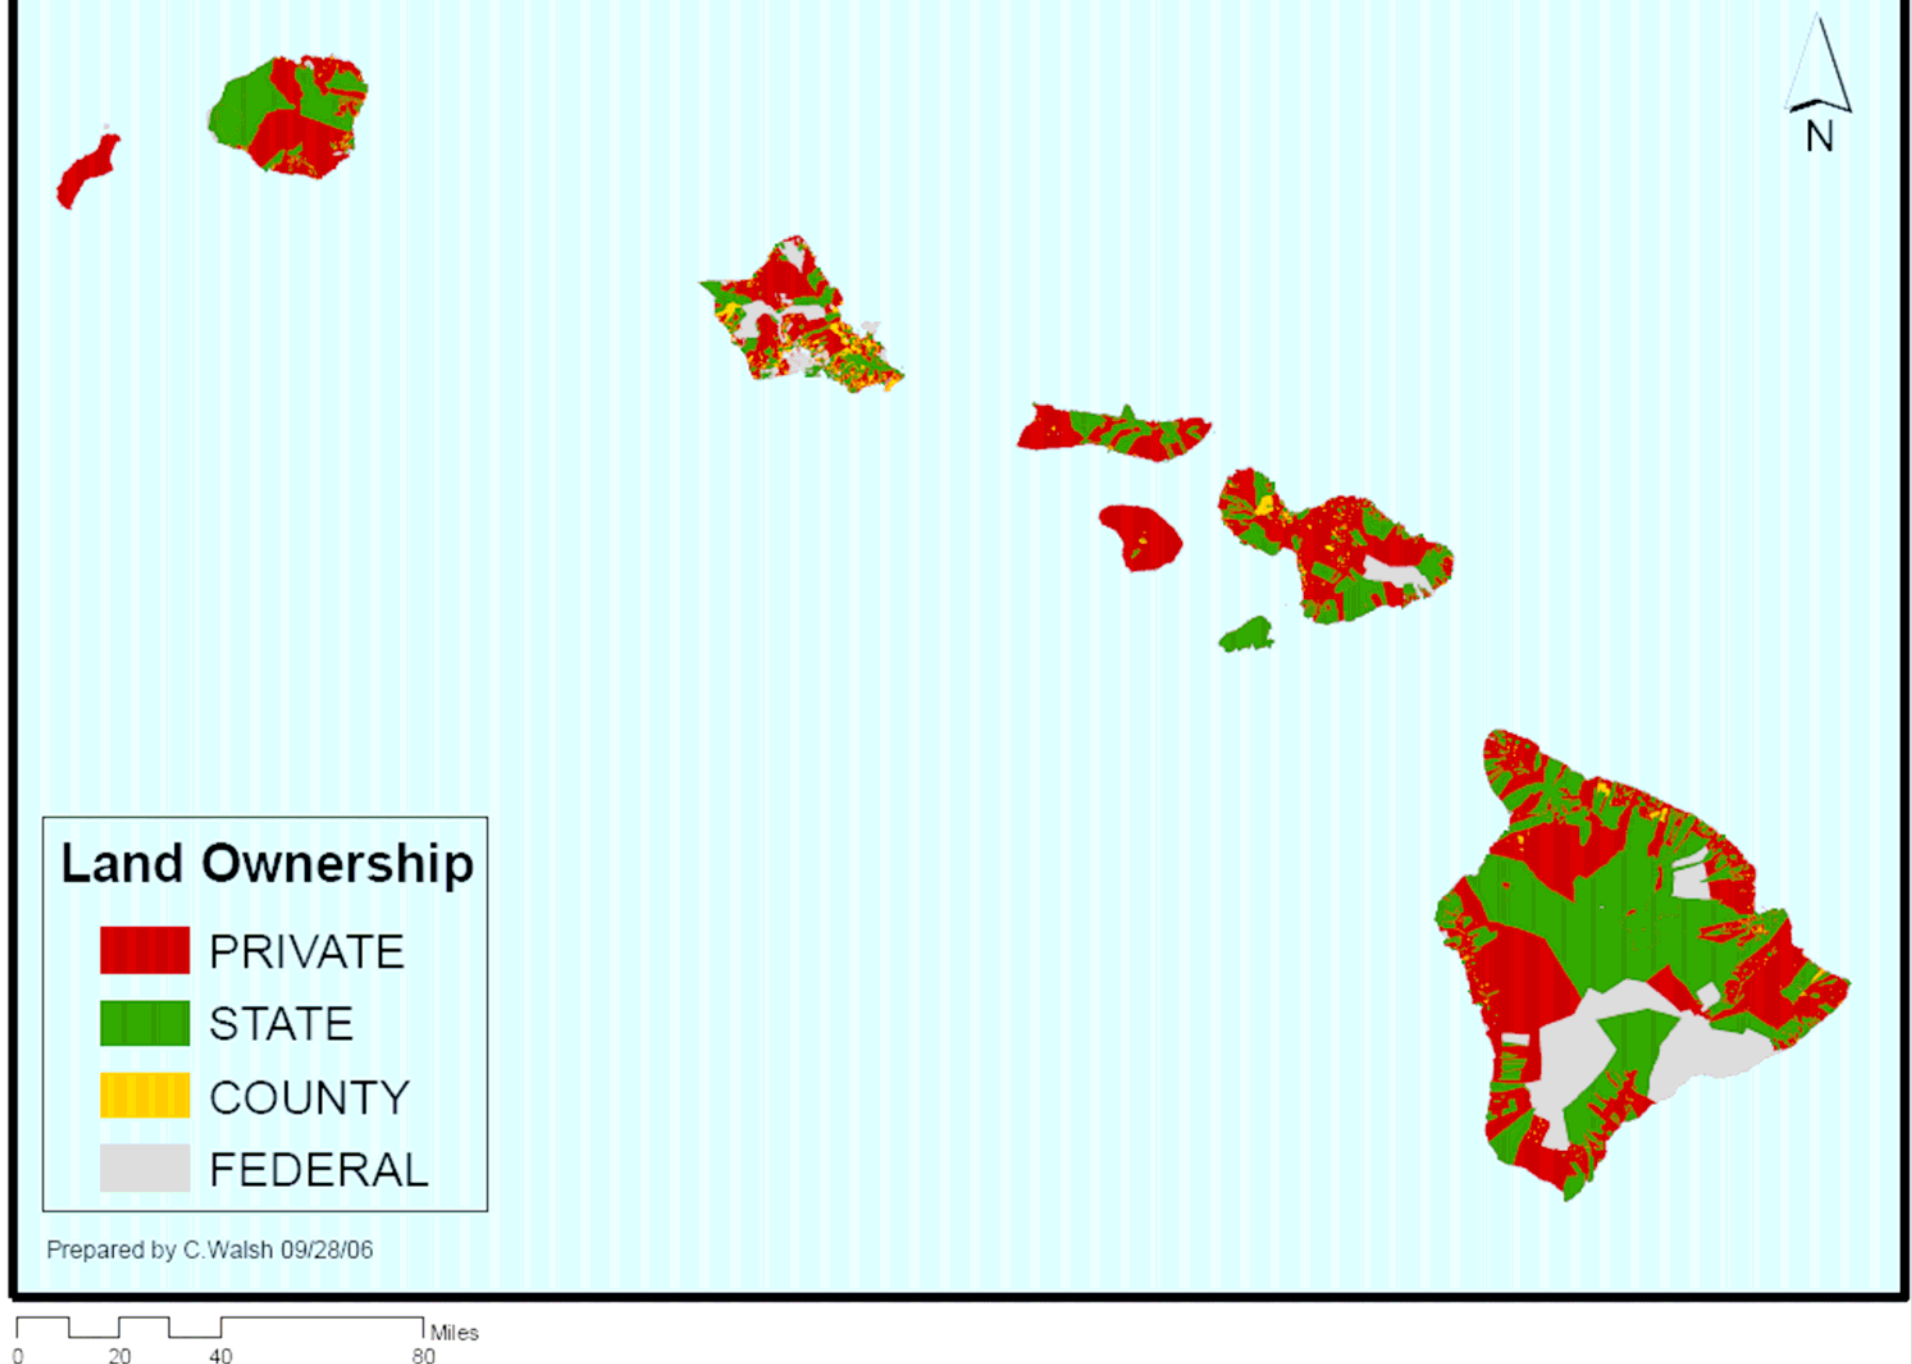 N
Land Ownership
PRIVATE
STATE
COUNTY
FEDERAL
Prepared by C.Walsh 09/28/06
Miles
0 20 40 80